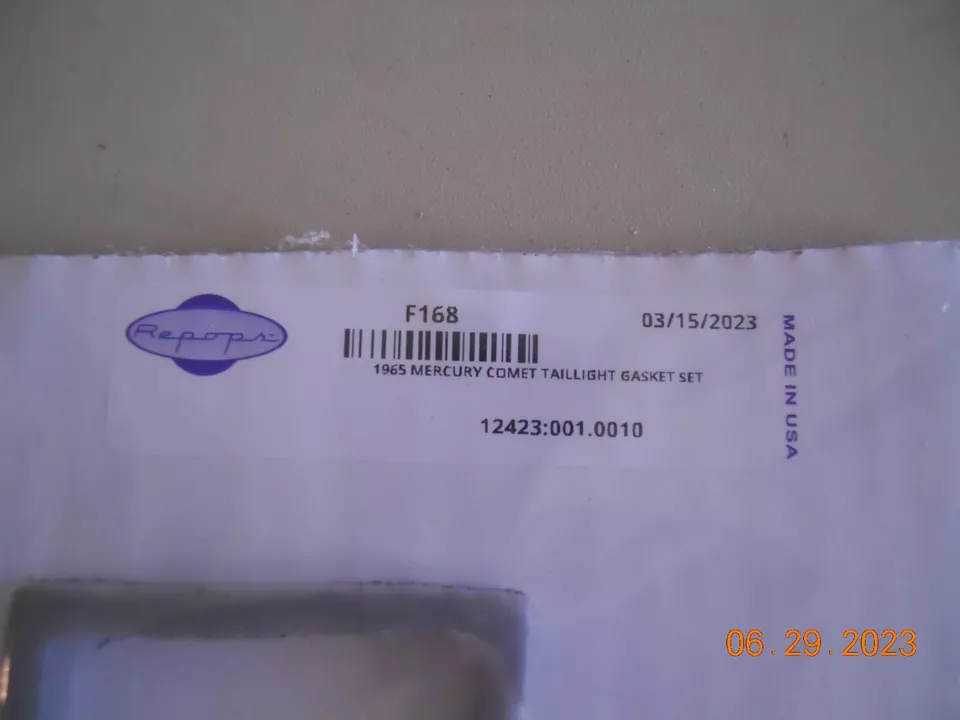 Repops
F168
03/15/2023
1965 MERCURY COMET TAILLIGHT GASKET SET
12423:001.0010
MADE IN USA
06.29.2023